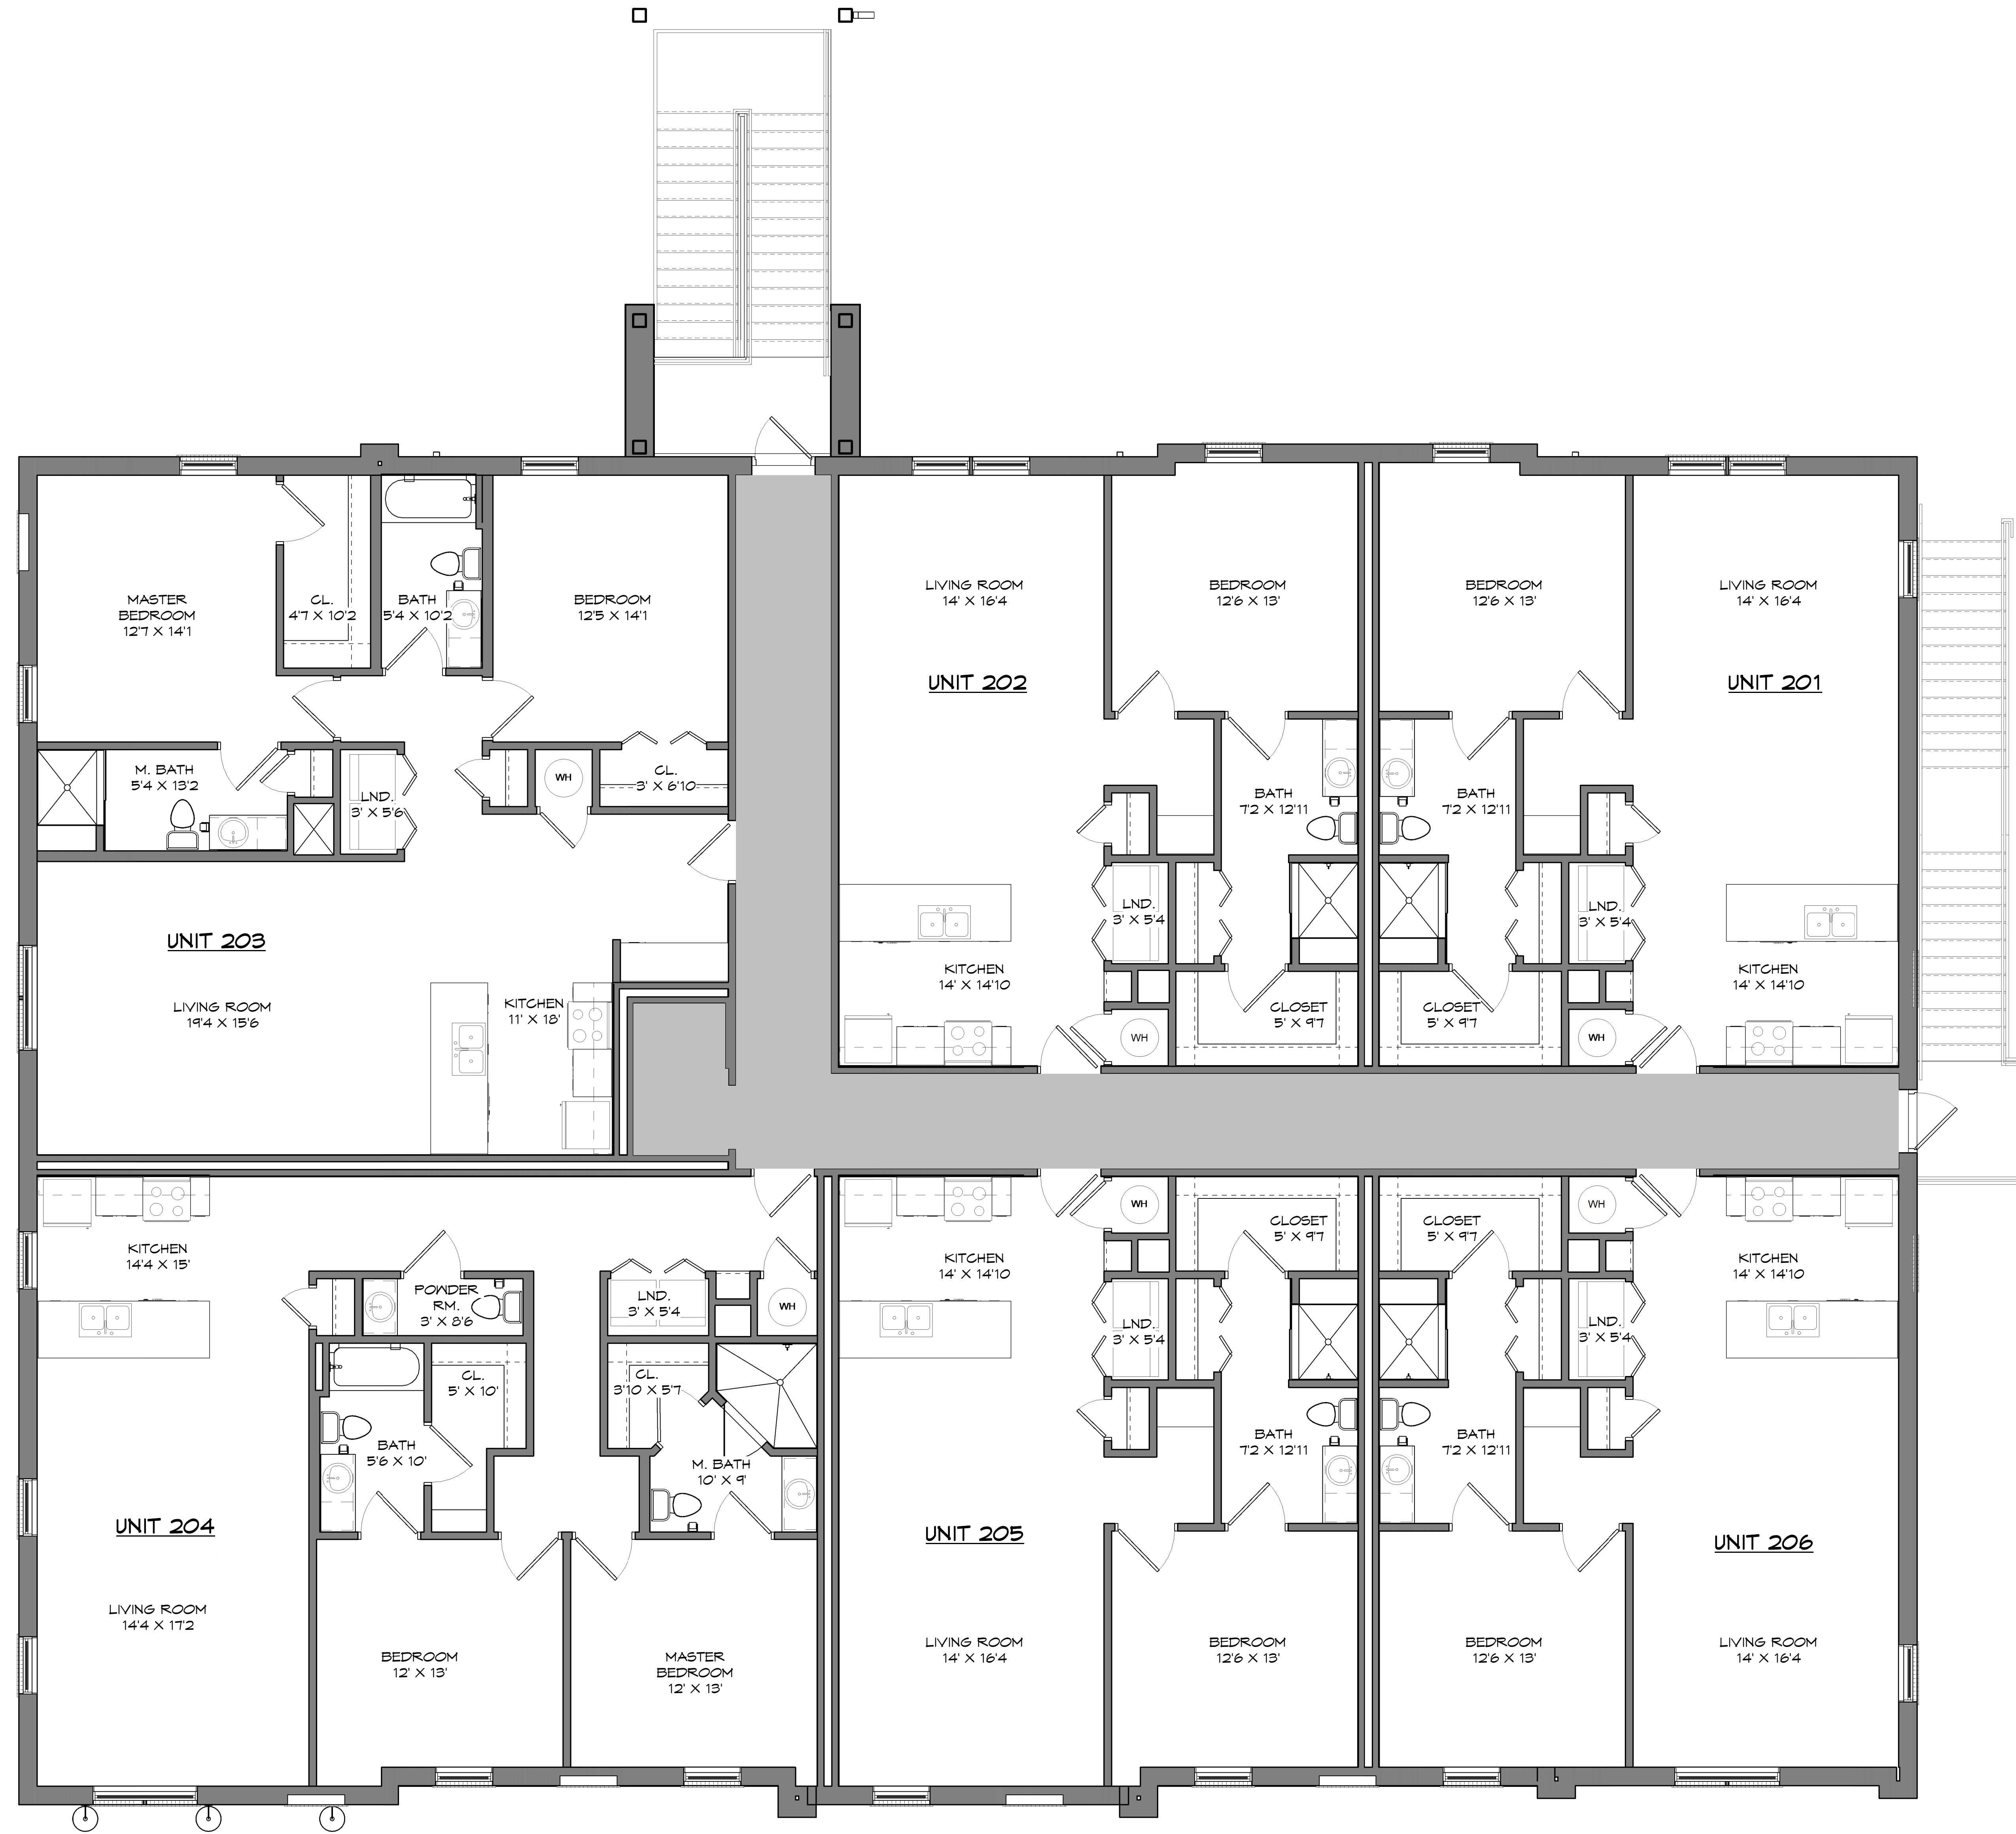 MASTER
BEDROOM
12'7 X 14'1
CL.
4'7 X 10'2
BATH
5'4 X 10'2
BEDROOM
12'5 X 14'1
M. BATH
5'4 X 13'2
LND.
3' X 5'6
WH
CL.
3' X 6'10
UNIT 203
LIVING ROOM
19'4 X 15'6
KITCHEN
11' X 18'
LIVING ROOM
14' X 16'4
UNIT 202
BEDROOM
12'6 X 13'
BATH
7'2 X 12'11
LND.
3' X 5'4
KITCHEN
14' X 14'10
WH
CLOSET
5' X 9'7
BEDROOM
12'6 X 13'
LIVING ROOM
14' X 16'4
UNIT 201
BATH
7'2 X 12'11
LND.
3' X 5'4
CLOSET
5' X 9'7
WH
KITCHEN
14' X 14'10
KITCHEN
14'4 X 15'
POWDER
RM.
3' X 8'6
LND.
3' X 5'4
WH
CL.
5' X 10'
CL.
3'10 X 5'7
BATH
5'6 X 10'
M. BATH
10' X 9'
UNIT 204
LIVING ROOM
14'4 X 17'2
BEDROOM
12' X 13'
MASTER
BEDROOM
12' X 13'
WH
CLOSET
5' X 9'7
KITCHEN
14' X 14'10
LND.
3' X 5'4
BATH
7'2 X 12'11
UNIT 205
LIVING ROOM
14' X 16'4
BEDROOM
12'6 X 13'
CLOSET
5' X 9'7
WH
KITCHEN
14' X 14'10
LND.
3' X 5'4
BATH
7'2 X 12'11
UNIT 206
BEDROOM
12'6 X 13'
LIVING ROOM
14' X 16'4